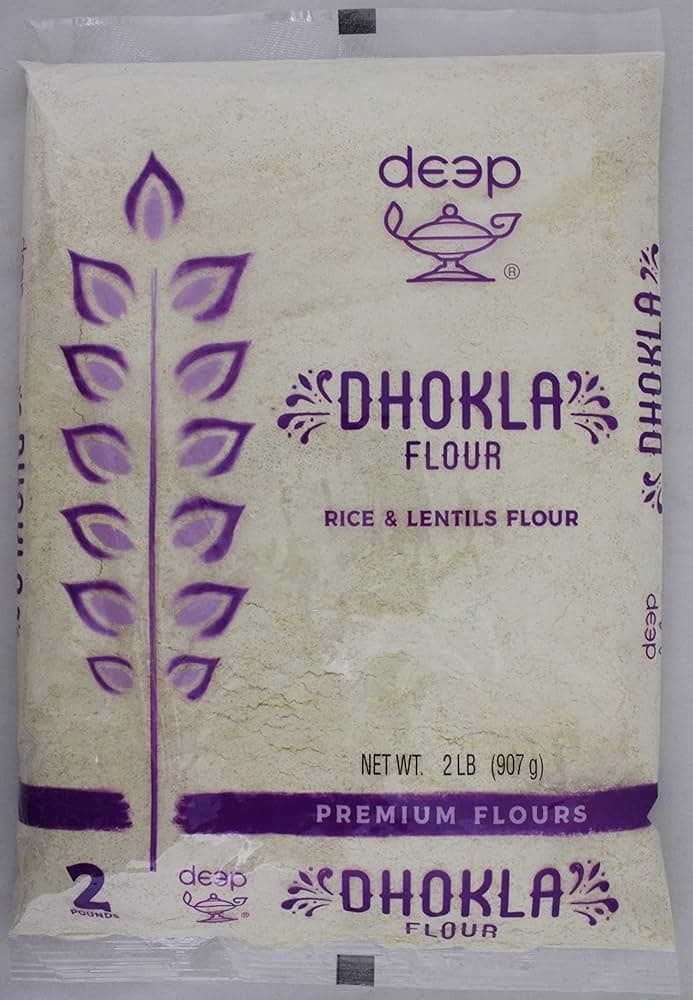 deep
®
DHOKLA
FLOUR
RICE & LENTILS FLOUR
NET WT. 2 LB (907 g)
PREMIUM FLOURS
2
POUNDS
deep
®
DHOKLA
FLOUR
DHOKLA
deep